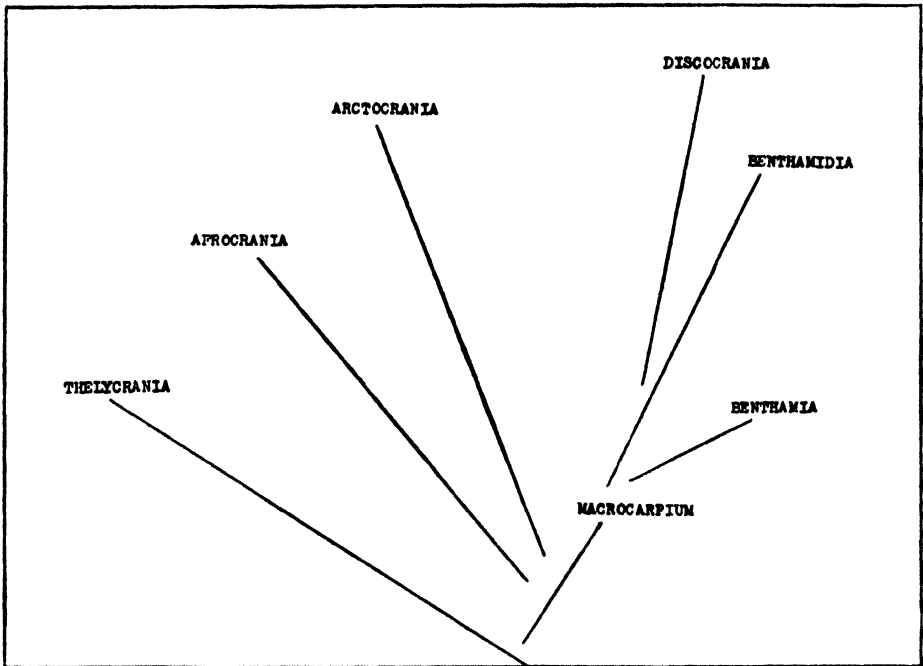 DISCOCRANIA
ARCTOCRANIA
BENTHAMIDIA
AFROCRANIA
THELYCRANIA
BENTHAMIA
MACROCARPIUM